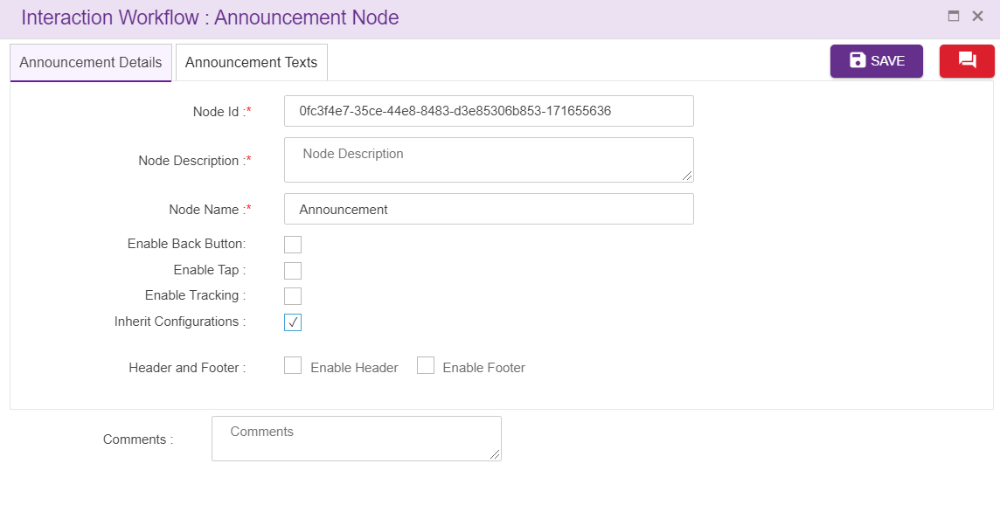 Interaction Workflow : Announcement Node
Announcement Details
Announcement Texts
SAVE
Node Id :*
0fc3f4e7-35ce-44e8-8483-d3e85306b853-171655636
Node Description :*
Node Description
Node Name :*
Announcement
Enable Back Button:
Enable Tap :
Enable Tracking :
Inherit Configurations :
Header and Footer :
Enable Header
Enable Footer
Comments :
Comments